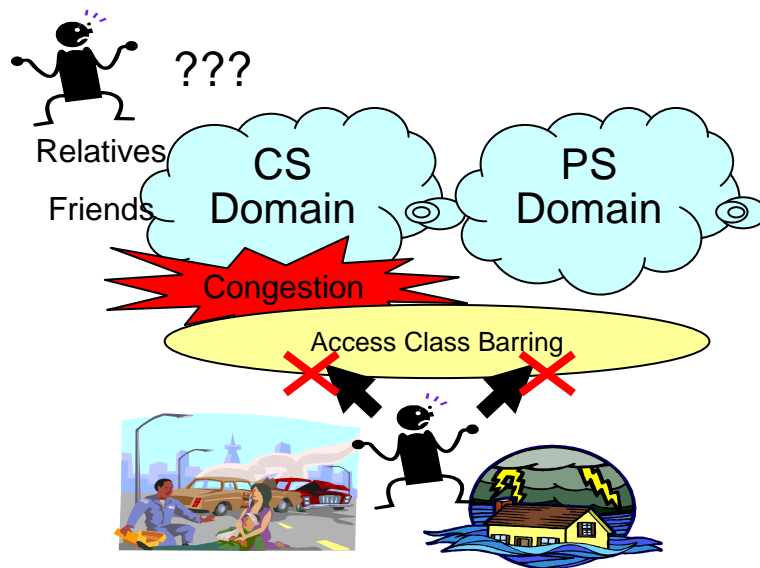 ???
Relatives
Friends
CS
Domain
PS
Domain
Congestion
Access Class Barring